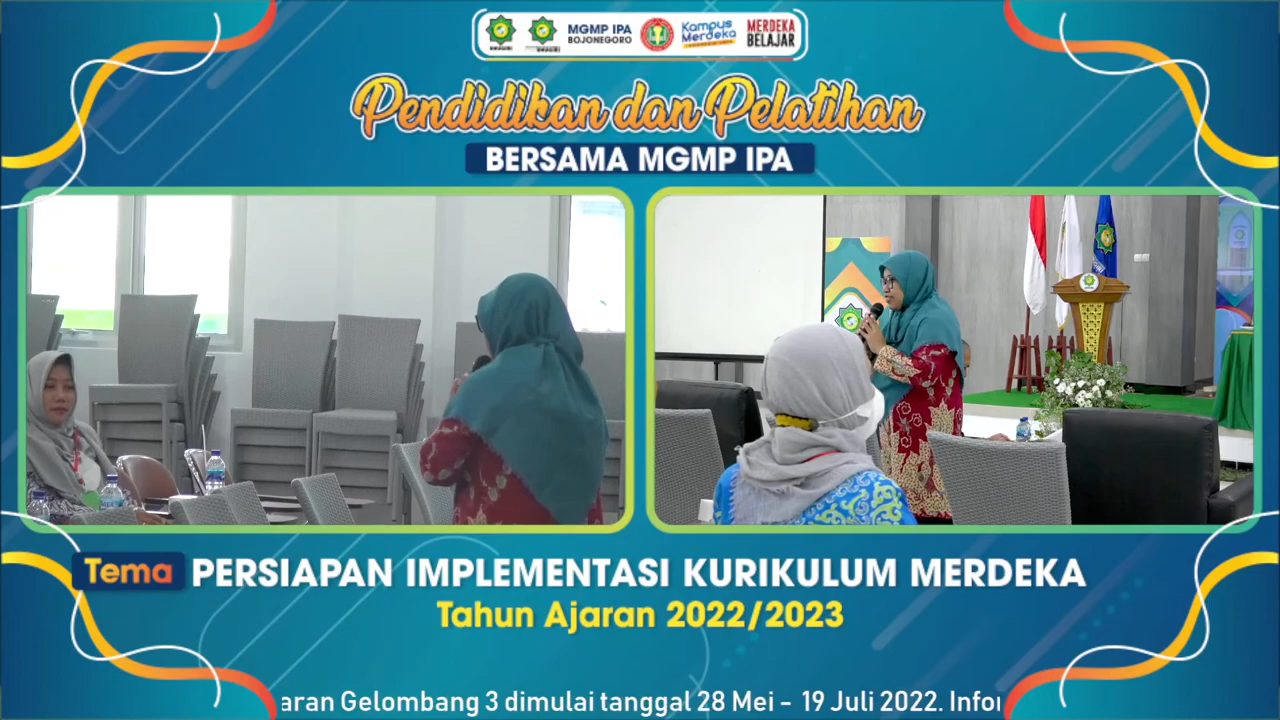 MGMP IPA
BOJONEGORO
Kampus
Merdeka
MERDEKA
BELAJAR
Pendidikan dan Pelatihan
BERSAMA MGMP IPA
Tema PERSIAPAN IMPLEMENTASI KURIKULUM MERDEKA
Tahun Ajaran 2022/2023
aran Gelombang 3 dimulai tanggal 28 Mei - 19 Juli 2022. Infor